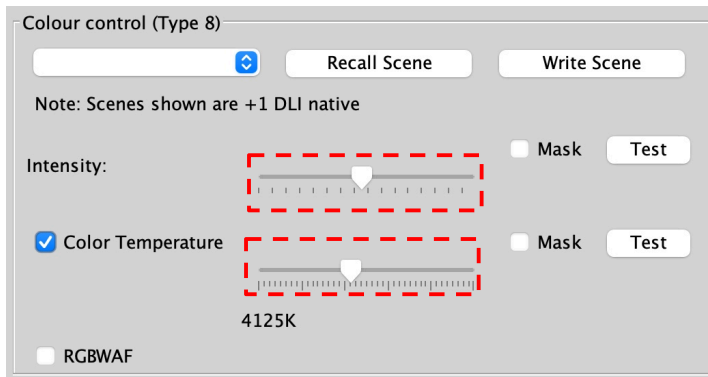 Colour control (Type 8)
Recall Scene
Write Scene
Note: Scenes shown are +1 DLI native
Mask
Test
Intensity:
Color Temperature
Mask
Test
4125K
RGBWAF